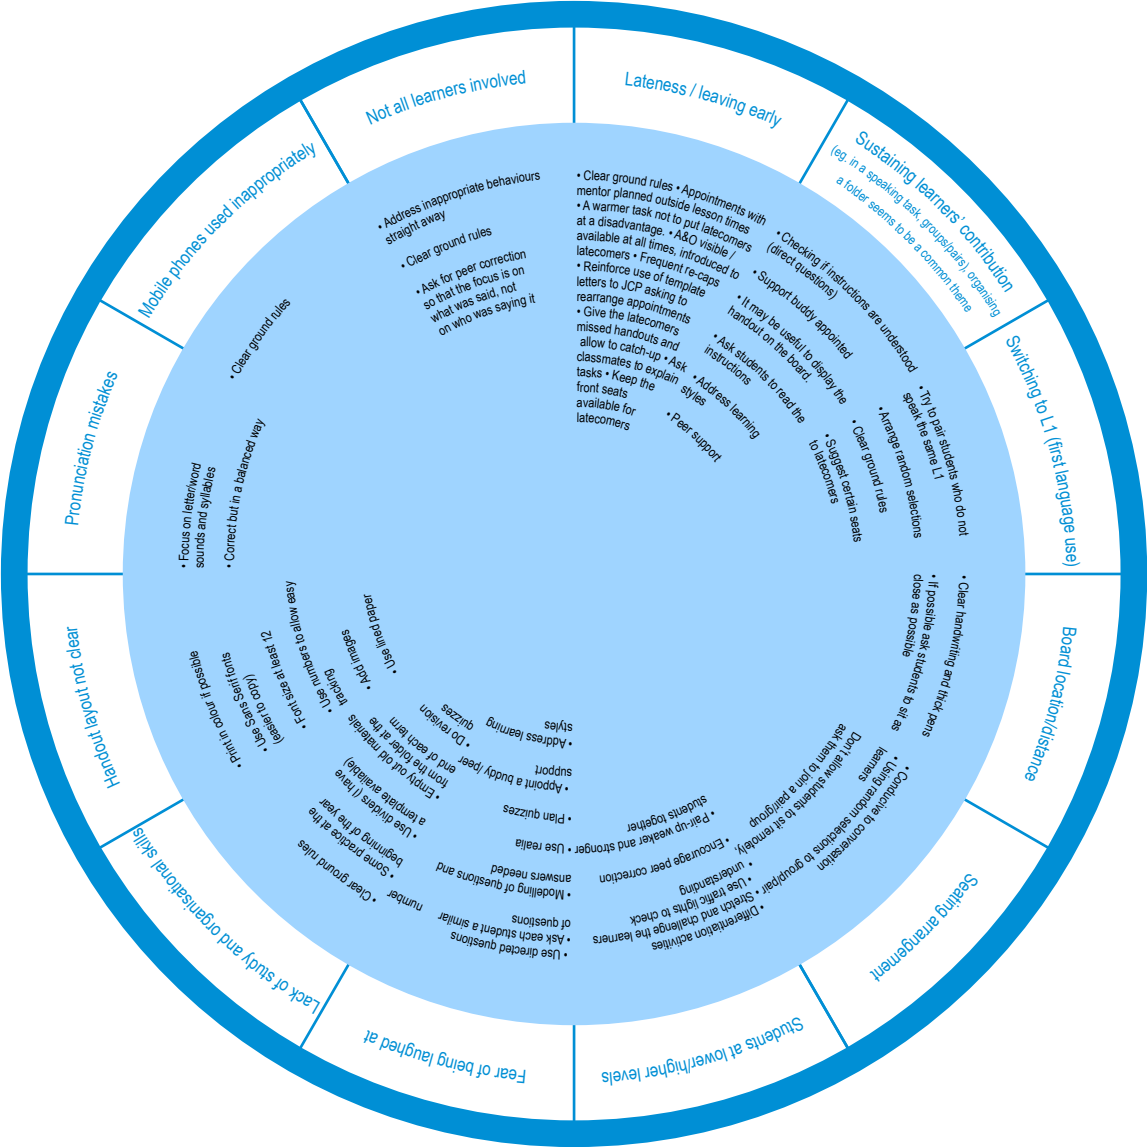 Lateness / leaving early
• Clear ground rules • Appointments with
mentor planned outside lesson times
• A warmer task not to put latecomers
at a disadvantage. • A&O visible /
available at all times, introduced to
latecomers • Frequent re-caps
• Reinforce use of template
letters to JCP asking to
rearrange appointments
• Give the latecomers
missed handouts and
allow to catch-up • Ask
classmates to explain
tasks • Keep the
front seats
available for
latecomers
Sustaining learners' contribution
(eg. in a speaking task, groups/pairs), organising
a folder seems to be a common theme
• Checking if instructions are understood
(direct questions)
• Support buddy appointed
• It may be useful to display the
handout on the board.
• Ask students to read the
instructions
• Address learning
styles
• Peer support
Switching to L1 (first language use)
• Try to pair students who do not
speak the same L1
• Arrange random selections
• Clear ground rules
• Suggest certain seats
to latecomers
Board location/distance
• Clear handwriting and thick pens
• If possible ask students to sit as
close as possible
Seating arrangement
• Conducive to conversation
• Using random selections to group/pair
learners
Don't allow students to sit remotely,
ask them to join a pair/group
Students at lower/higher levels
• Differentiation activities
• Stretch and challenge the learners
• Use traffic lights to check
understanding
• Encourage peer correction
• Pair-up weaker and stronger
students together
Fear of being laughed at
• Use directed questions
• Ask each student a similar number
of questions
• Modelling of questions and
answers needed
• Use realia
• Plan quizzes
• Appoint a buddy /peer/
support
• Address learning
styles
Lack of study and organisational skills
• Clear ground rules
• Some practice at the
beginning of the year
• Use dividers (I have
a template available)
• Empty out old materials
from the folder at the
end of each term
• Do revision
quizzes
Handout layout not clear
• Print in colour if possible
• Use Sans Serif fonts
(easier to copy)
• Font size at least 12
• Use numbers to allow easy
tracking
• Add images
• Use lined paper
Pronunciation mistakes
• Focus on letter/word
sounds and syllables
• Correct but in a balanced way
Mobile phones used inappropriately
• Clear ground rules
Not all learners involved
• Address inappropriate behaviours
straight away
• Clear ground rules
• Ask for peer correction
so that the focus is on
what was said, not
on who was saying it